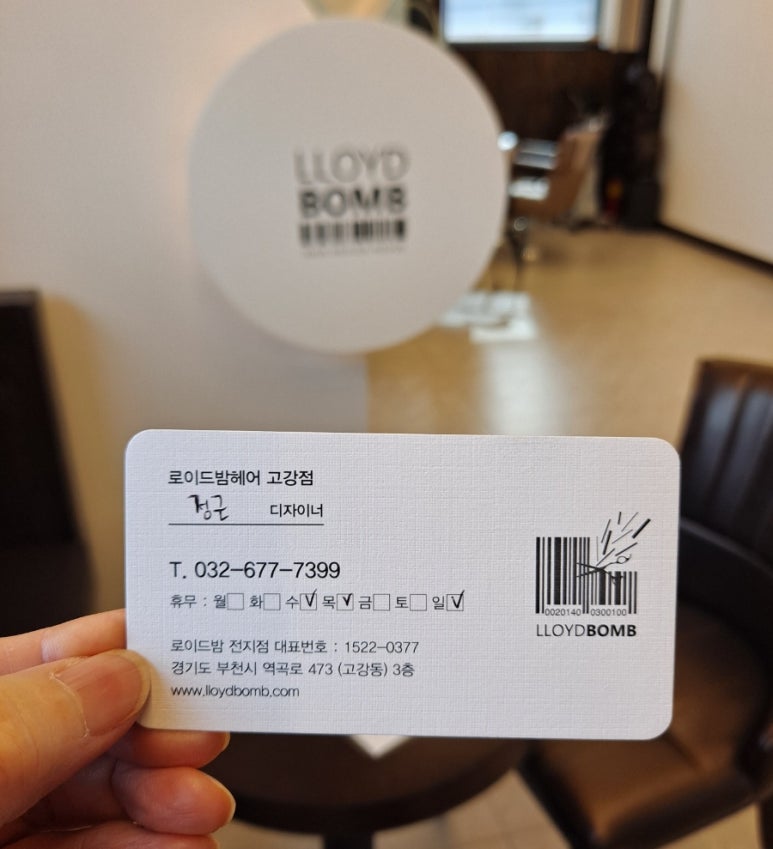 LLOYD
BOMB
로이드밤헤어 고강점
정근 디자이너
T. 032-677-7399
휴무 : 월☐ 화☐ 수☑ 목☑ 금☐ 토☐ 일☑
로이드밤 전지점 대표번호 : 1522-0377
경기도 부천시 역곡로 473 (고강동) 3층
www.lloydbomb.com
0020140 0300100
LLOYDBOMB